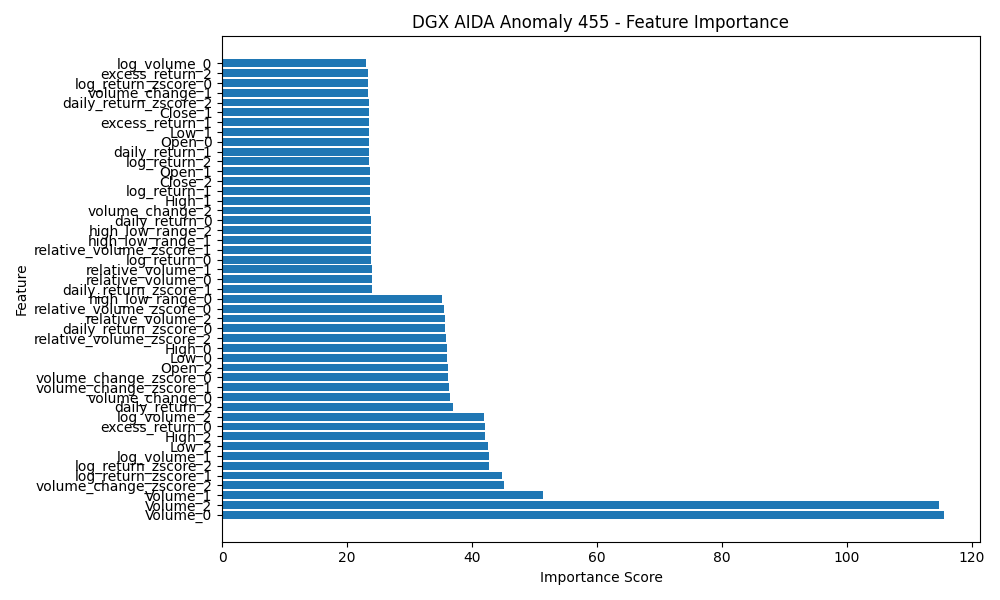 DGX AIDA Anomaly 455 - Feature Importance
log_volume_0
excess_return_2
log_return_zscore_0
volume_change_1
daily_return_zscore_2
Close_1
excess_return_1
Low_1
Open_0
daily_return_1
log_return_2
Open_1
Close_2
log_return_1
High_1
volume_change_2
daily_return_0
high_low_range_2
high_low_range_1
relative_volume_zscore_1
log_return_0
relative_volume_1
relative_volume_0
daily_return_zscore_1
high_low_range_0
relative_volume_zscore_0
relative_volume_2
daily_return_zscore_0
relative_volume_zscore_2
High_0
Low_0
Open_2
volume_change_zscore_0
volume_change_zscore_1
volume_change_0
daily_return_2
log_volume_2
excess_return_0
High_2
Low_2
log_volume_1
log_return_zscore_2
log_return_zscore_1
volume_change_zscore_2
Volume_1
Volume_2
Volume_0
Feature
0 20 40 60 80 100 120
Importance Score